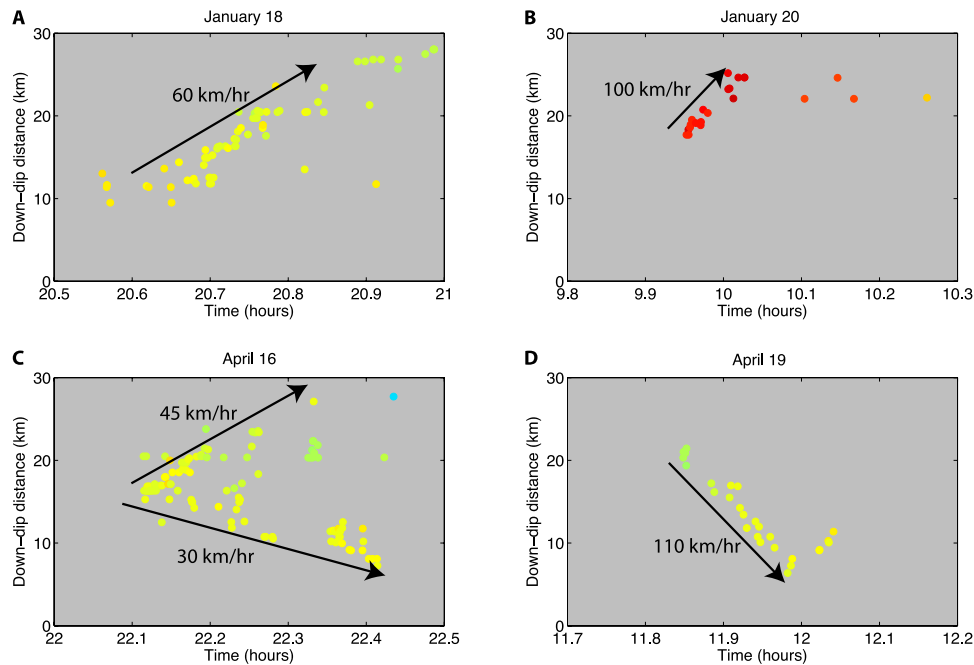 A
January 18
30
20
10
0
Down-dip distance (km)
60 km/hr
20.5
20.6
20.7
20.8
20.9
21
Time (hours)
B
January 20
30
20
10
0
Down-dip distance (km)
100 km/hr
9.8
9.9
10
10.1
10.2
10.3
Time (hours)
C
April 16
30
20
10
0
Down-dip distance (km)
45 km/hr
30 km/hr
22
22.1
22.2
22.3
22.4
22.5
Time (hours)
D
April 19
30
20
10
0
Down-dip distance (km)
110 km/hr
11.7
11.8
11.9
12
12.1
12.2
Time (hours)